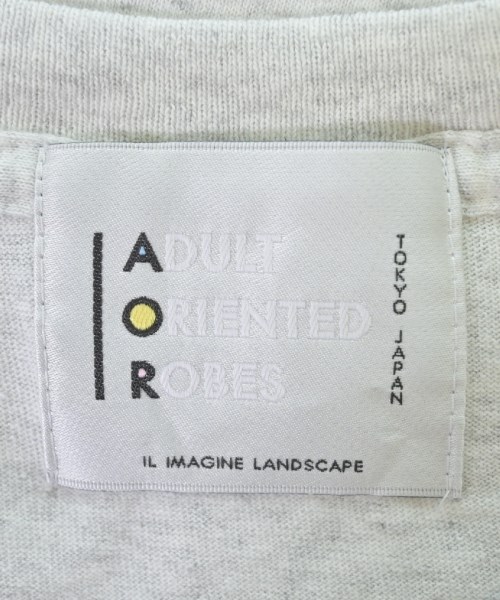 ADULT
ORIENTED
ROBES
TOKYO JAPAN
IL IMAGINE LANDSCAPE